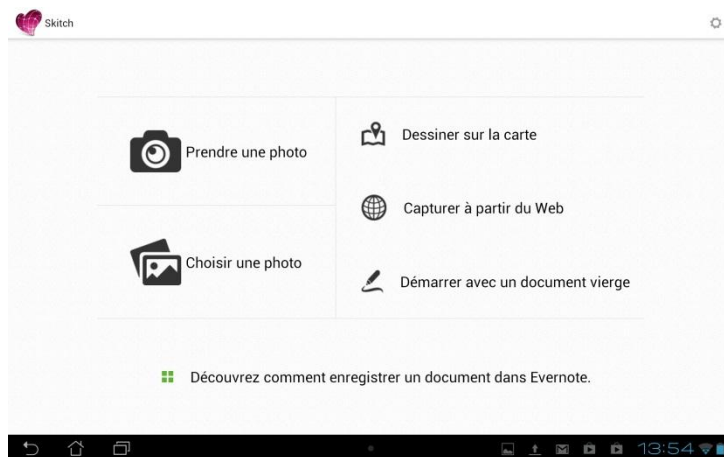 Skitch
Prendre une photo
Choisir une photo
Dessiner sur la carte
Capturer à partir du Web
Démarrer avec un document vierge
Découvrez comment enregistrer un document dans Evernote.
13:54